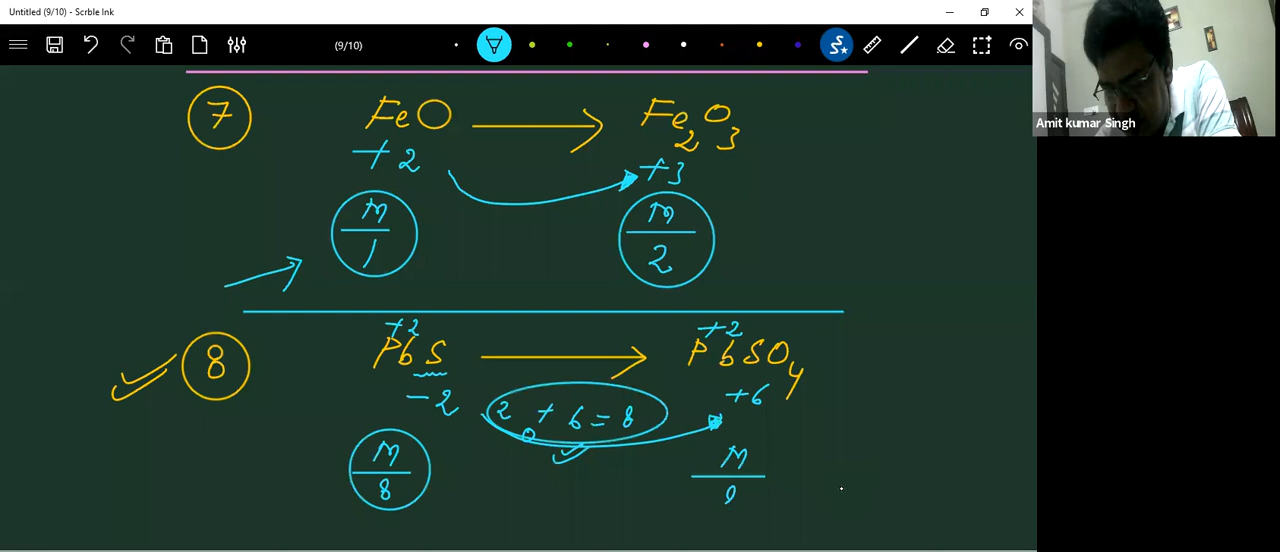 Untitled (9/10) - Scrble Ink
(9/10)
Amit kumar Singh
7 FeO → Fe2O3
+2 +3
M/1 M/2
+2 +2
8 PbS → PbSO4
-2 2 + 6 = 8 +6
M/8 M